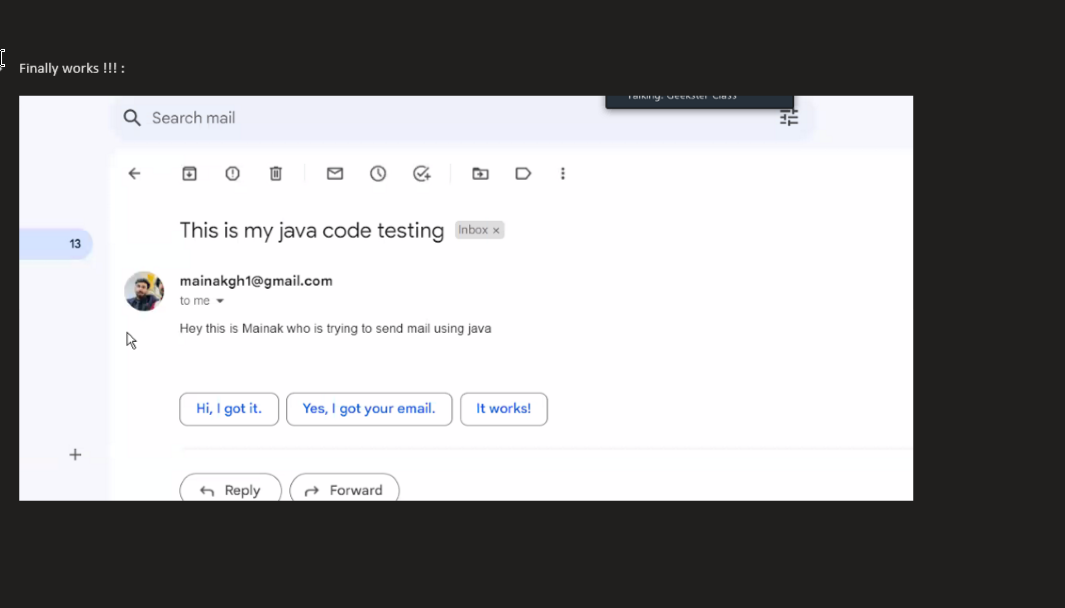 Finally works !!! :
Talking: Geekster Class
Search mail
This is my java code testing Inbox ×
13
mainakgh1@gmail.com
to me
Hey this is Mainak who is trying to send mail using java
Hi, I got it. Yes, I got your email. It works!
Reply Forward